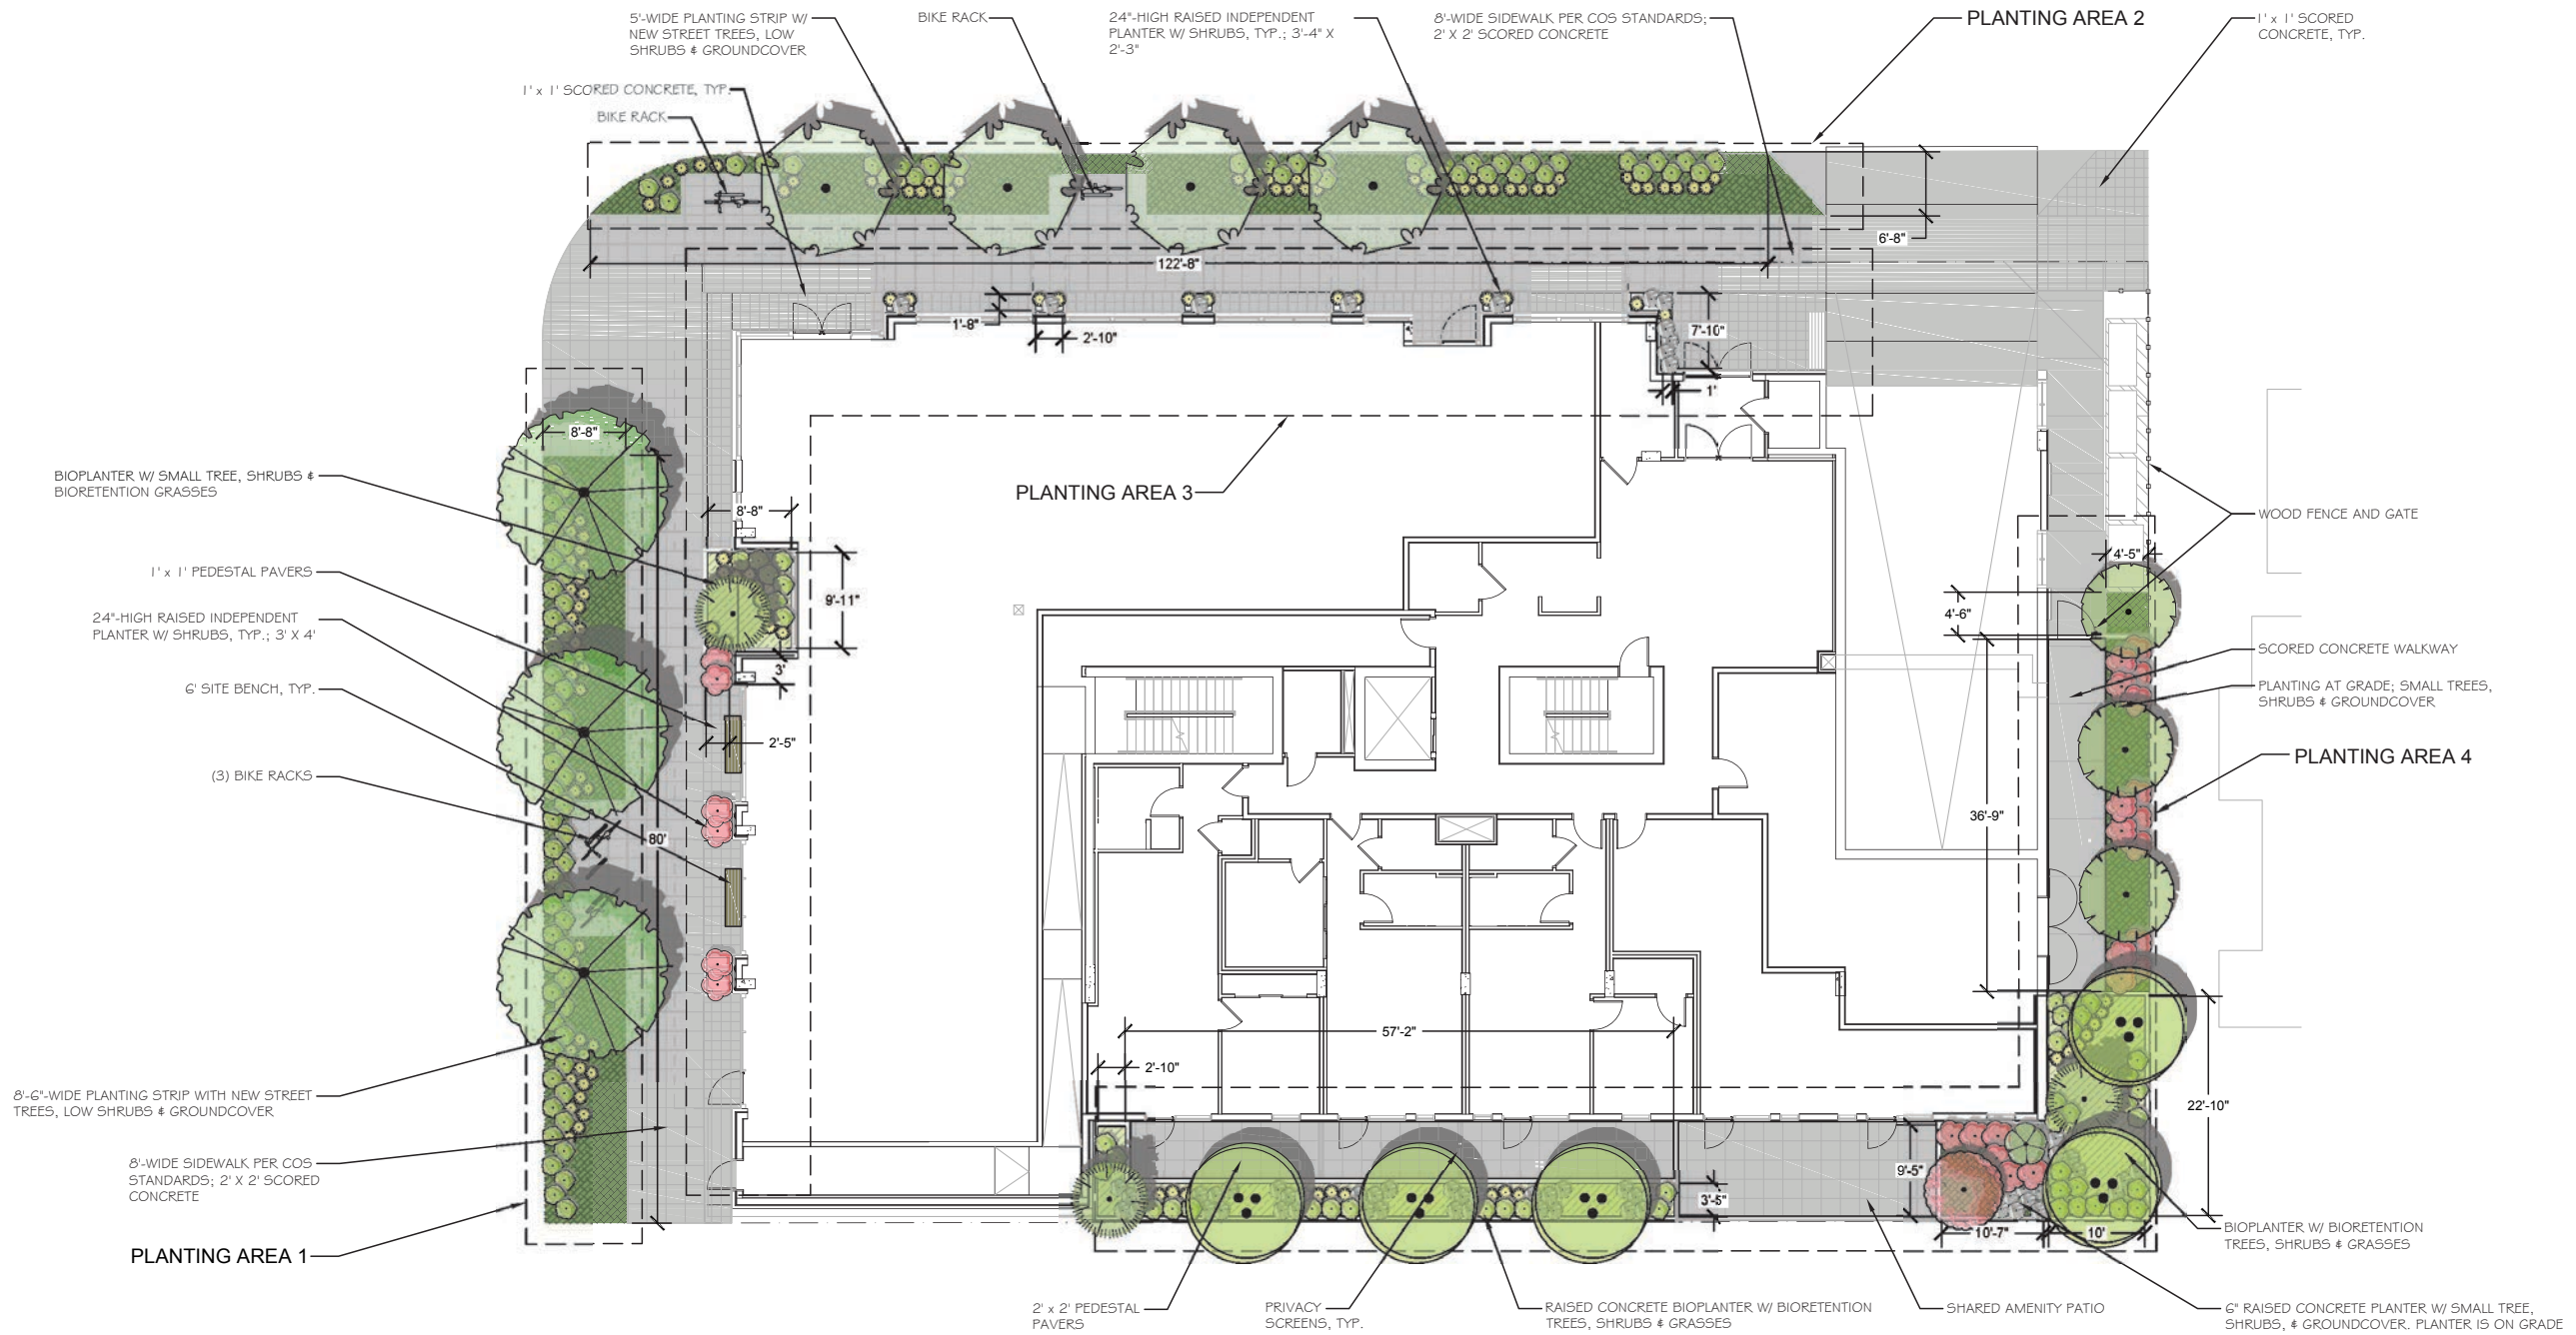 5'-WIDE PLANTING STRIP W/
NEW STREET TREES, LOW
SHRUBS & GROUNDCOVER
BIKE RACK
24"-HIGH RAISED INDEPENDENT
PLANTER W/ SHRUBS, TYP.; 3'-4" X
2'-3"
8'-WIDE SIDEWALK PER COS STANDARDS;
2' X 2' SCORED CONCRETE
PLANTING AREA 2
1' x 1' SCORED
CONCRETE, TYP.
1' x 1' SCORED CONCRETE, TYP.
BIKE RACK
6'-8"
122'-8"
1'-8"
2'-10"
7'-10"
1'
8'-8"
BIOPLANTER W/ SMALL TREE, SHRUBS &
BIORETENTION GRASSES
PLANTING AREA 3
8'-8"
WOOD FENCE AND GATE
4'-5"
1' x 1' PEDESTAL PAVERS
9'-11"
4'-6"
24"-HIGH RAISED INDEPENDENT
PLANTER W/ SHRUBS, TYP.; 3' X 4'
3'
SCORED CONCRETE WALKWAY
6' SITE BENCH, TYP.
PLANTING AT GRADE; SMALL TREES,
SHRUBS & GROUNDCOVER
2'-5"
PLANTING AREA 4
(3) BIKE RACKS
80'
36'-9"
57'-2"
2'-10"
8'-6"-WIDE PLANTING STRIP WITH NEW STREET
TREES, LOW SHRUBS & GROUNDCOVER
22'-10"
8'-WIDE SIDEWALK PER COS
STANDARDS; 2' X 2' SCORED
CONCRETE
9'-5"
3'-5"
10'-7"
10'
BIOPLANTER W/ BIORETENTION
TREES, SHRUBS & GRASSES
PLANTING AREA 1
2' x 2' PEDESTAL
PAVERS
PRIVACY
SCREENS, TYP.
RAISED CONCRETE BIOPLANTER W/ BIORETENTION
TREES, SHRUBS & GRASSES
SHARED AMENITY PATIO
6" RAISED CONCRETE PLANTER W/ SMALL TREE,
SHRUBS, & GROUNDCOVER. PLANTER IS ON GRADE